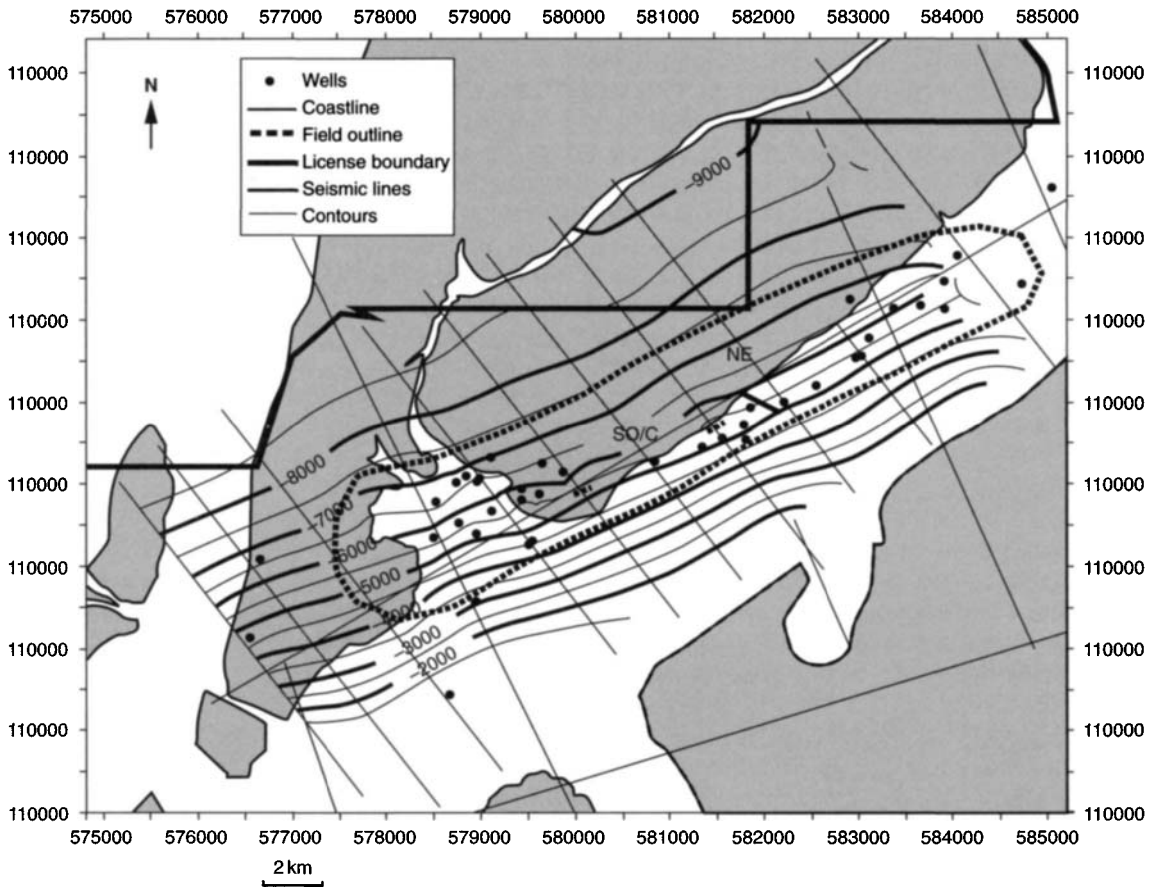 575000 576000 577000 578000 579000 580000 581000 582000 583000 584000 585000
110000 110000
110000 110000
110000 110000
110000 110000
110000 110000
110000 110000
110000 110000
110000 110000
110000 110000
110000 110000
N
Wells
Coastline
Field outline
License boundary
Seismic lines
Contours
–9000
NE
SO/C
–8000
–7000
–6000
–5000
–3000
–2000
575000 576000 577000 578000 579000 580000 581000 582000 583000 584000 585000
2 km